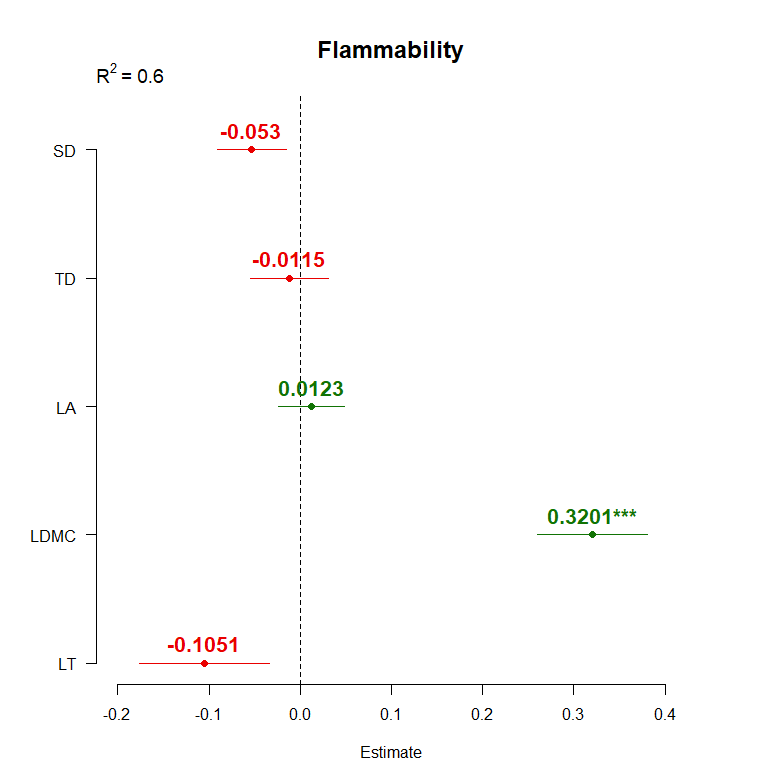 Flammability
R2 = 0.6
SD
-0.053
TD
-0.0115
LA
0.0123
LDMC
0.3201***
LT
-0.1051
-0.2 -0.1 0.0 0.1 0.2 0.3 0.4
Estimate